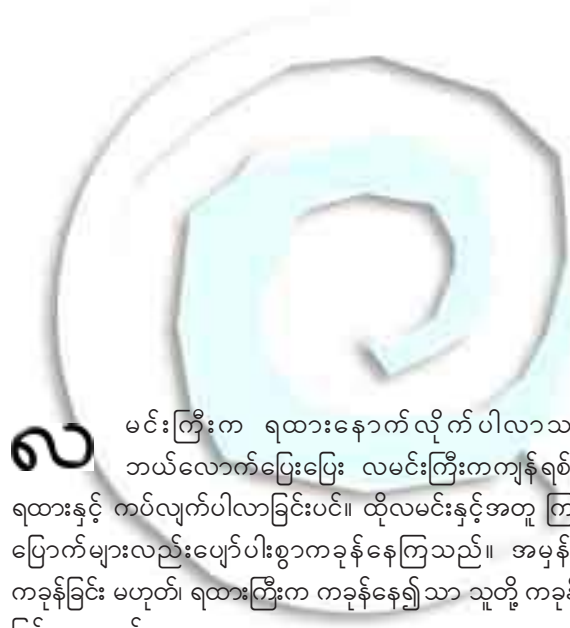 လမင်းကြီးက ရထားနောက်လိုက်ပါလာသ
ဘယ်လောက်ပြေးပြေး လမင်းကြီးကကျန်ရစ်
ရထားနှင့် ကပ်လျက်ပါလာခြင်းပင်။ ထိုလမင်းနှင့်အတူ ကြ
ပြောက်များလည်းပျော်ပါးစွာကခုန်နေကြသည်။ အမှန်
ကခုန်ခြင်း မဟုတ်၊ ရထားကြီးက ကခုန်နေ၍သာ သူတို့ ကခုန်